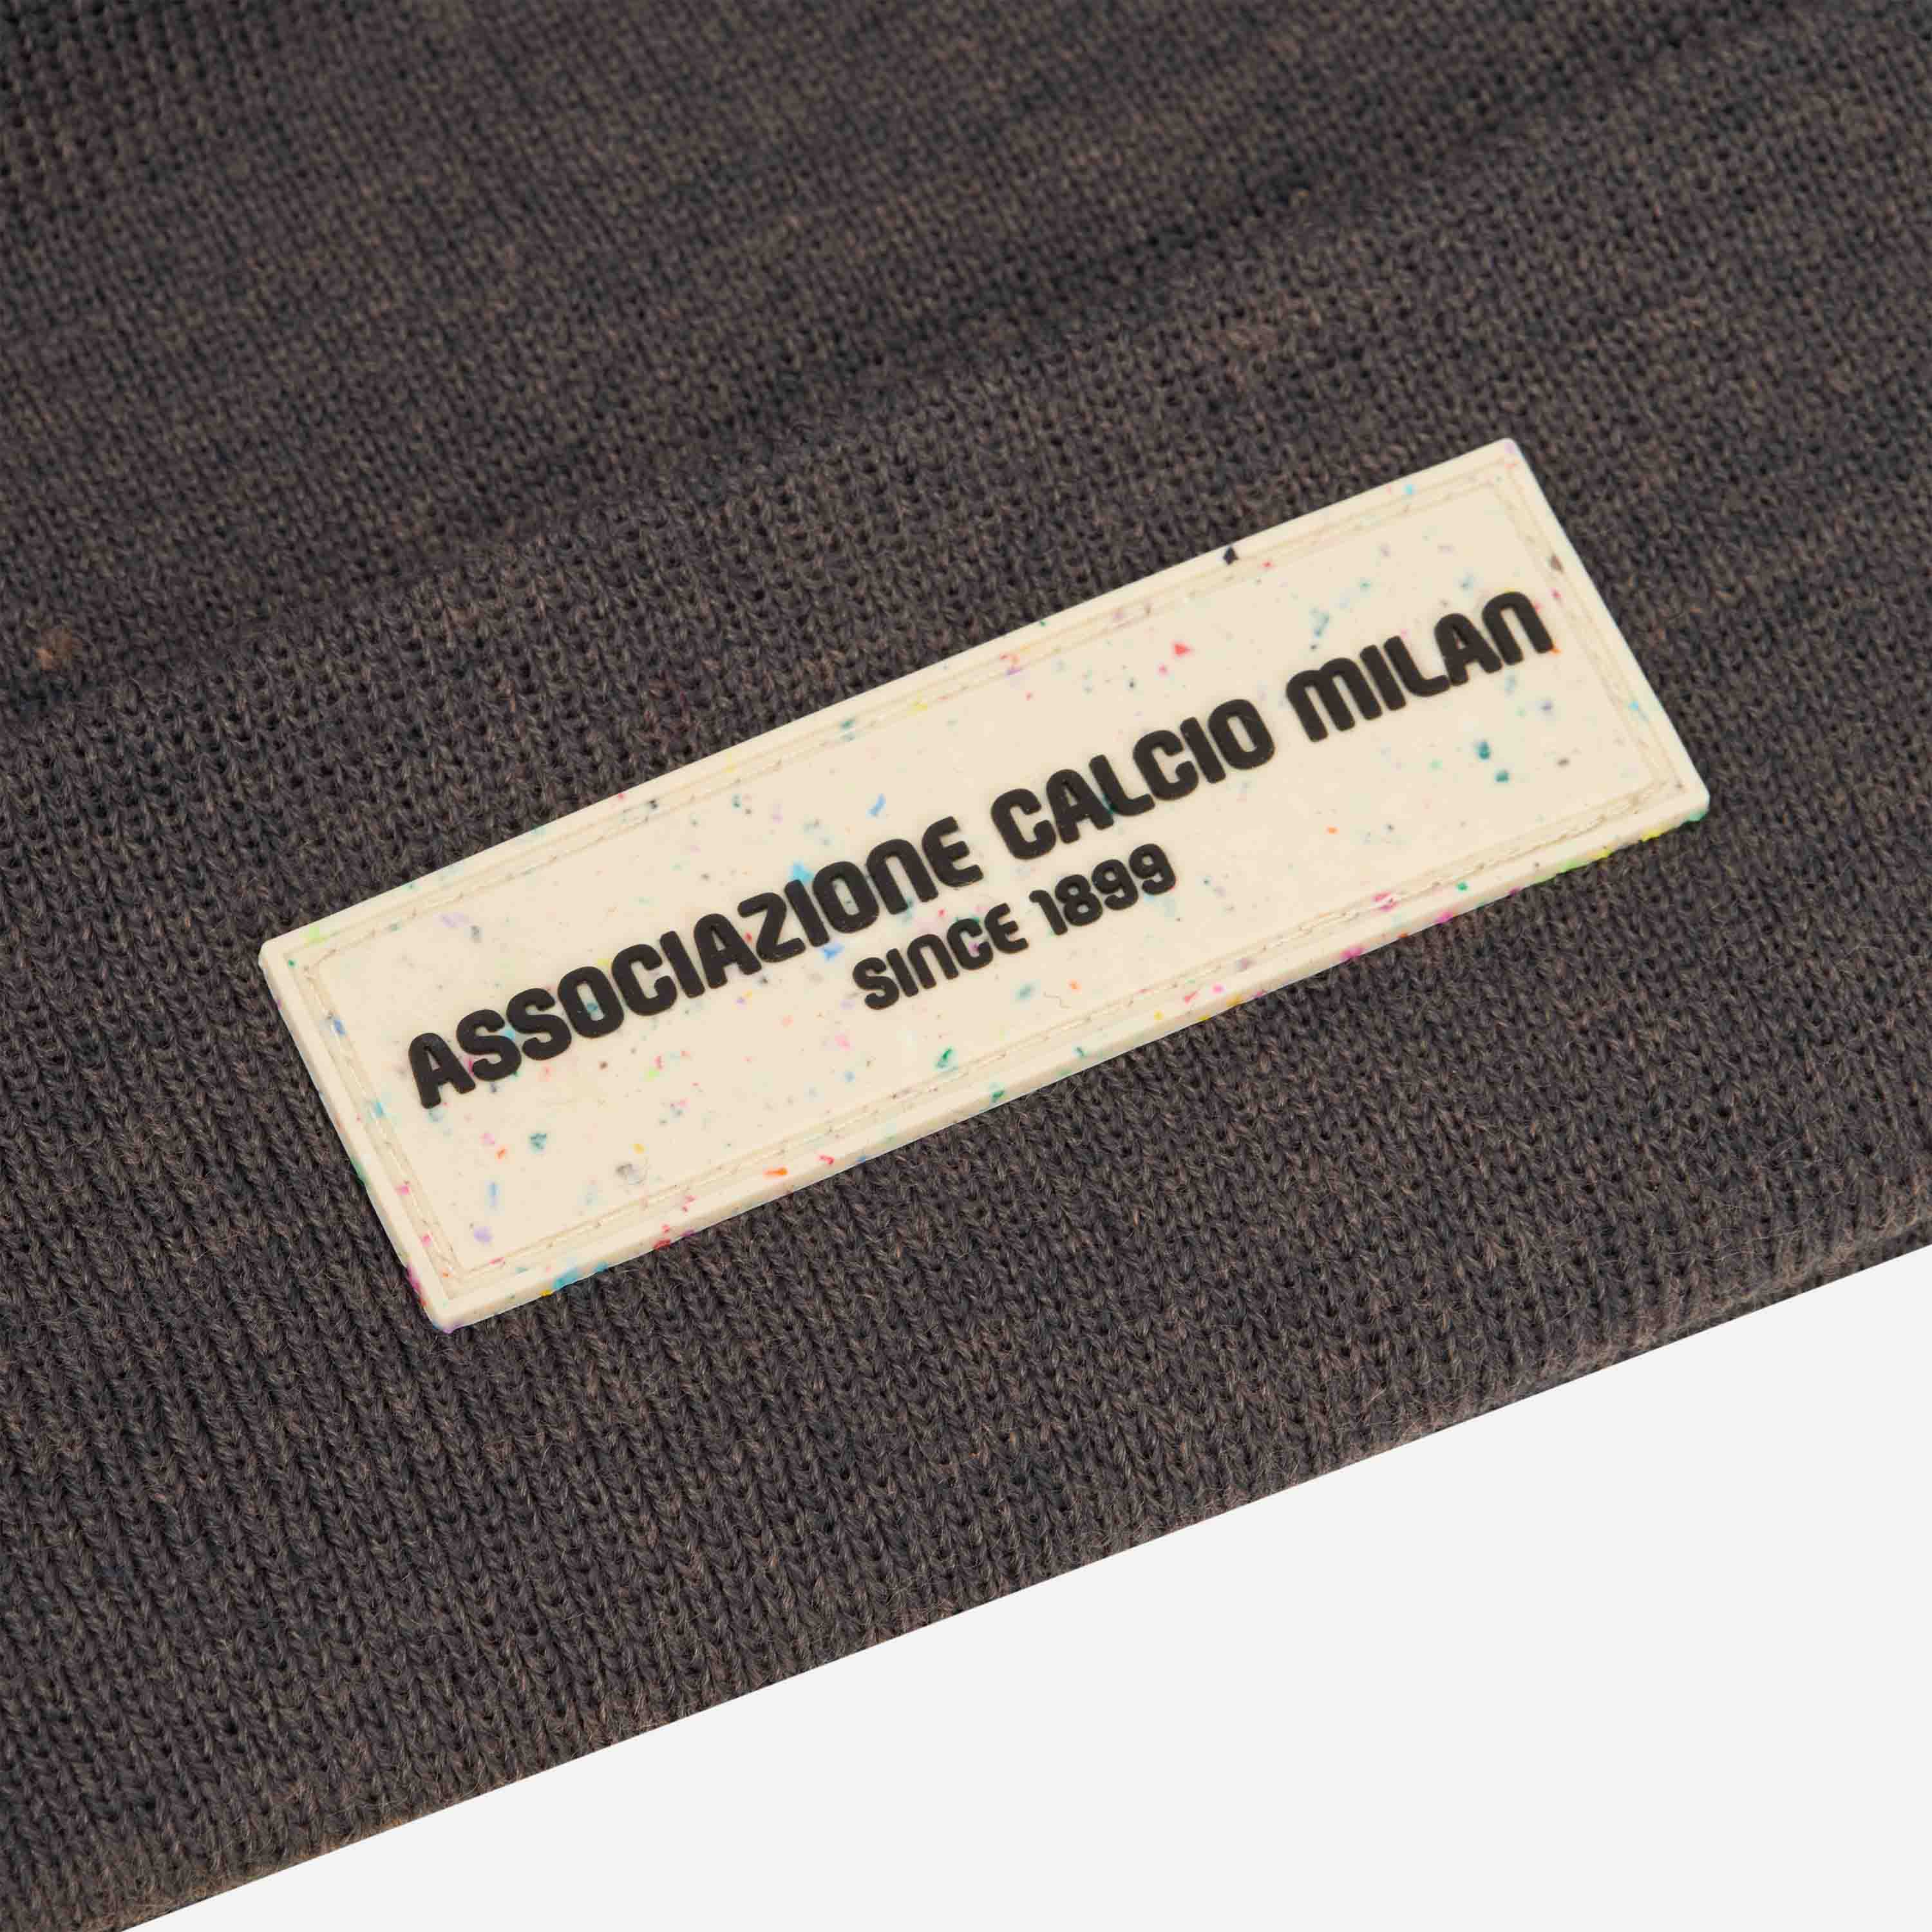 ASSOCIAZIONE CALCIO MILAN
SINCE 1899